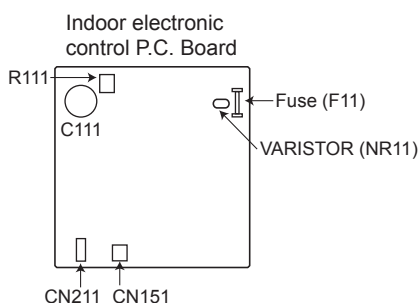 Indoor electronic
control P.C. Board
R111
C111
Fuse (F11)
VARISTOR (NR11)
CN211 CN151